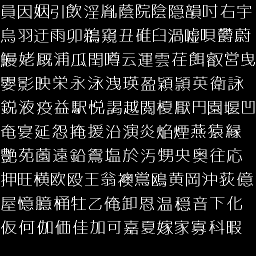 員因姻引飲淫胤蔭院陰隠韻吋右宇
烏羽迂雨卯鵜窺丑碓臼渦嘘唄欝蔚
鰻姥厩浦瓜閏噂云運雲荏餌叡営曳
嬰影映栄永泳洩瑛盈穎頴英衛詠
鋭液疫益駅悦謁越閲榎厭円園堰凹
奄宴延怨掩援沿演炎焔煙燕猿縁
艶苑薗遠鉛鴛塩於汚甥央奥往応
押旺横欧殴王翁襖鴬鴎黄岡沖荻億
屋憶臆桶牡乙俺卸恩温穏音下化
仮何伽価佳加可嘉夏嫁家寡科暇